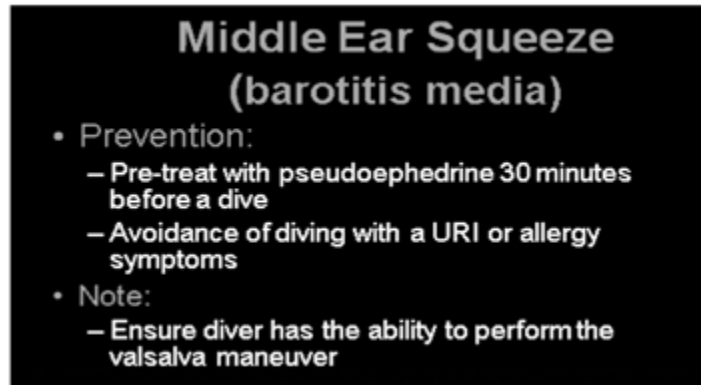 Middle Ear Squeeze
(barotitis media)
• Prevention:
– Pre-treat with pseudoephedrine 30 minutes
before a dive
– Avoidance of diving with a URI or allergy
symptoms
• Note:
– Ensure diver has the ability to perform the
valsalva maneuver